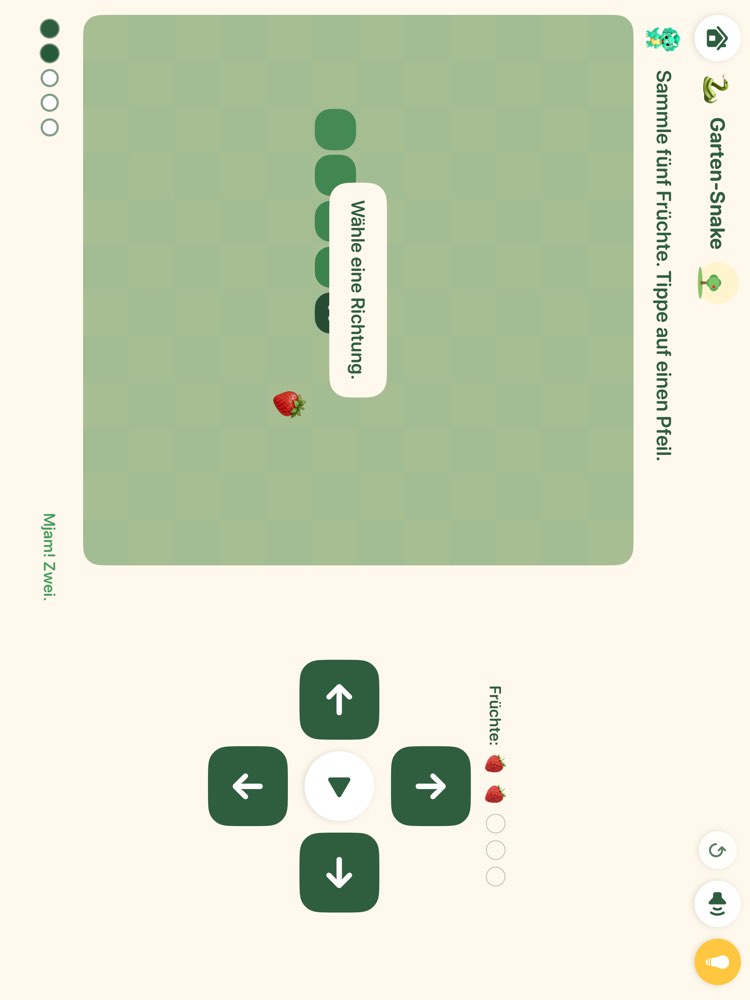 Garten-Snake
Sammle fünf Früchte. Tippe auf einen Pfeil.
Wähle eine Richtung.
Früchte:
Mjam! Zwei.